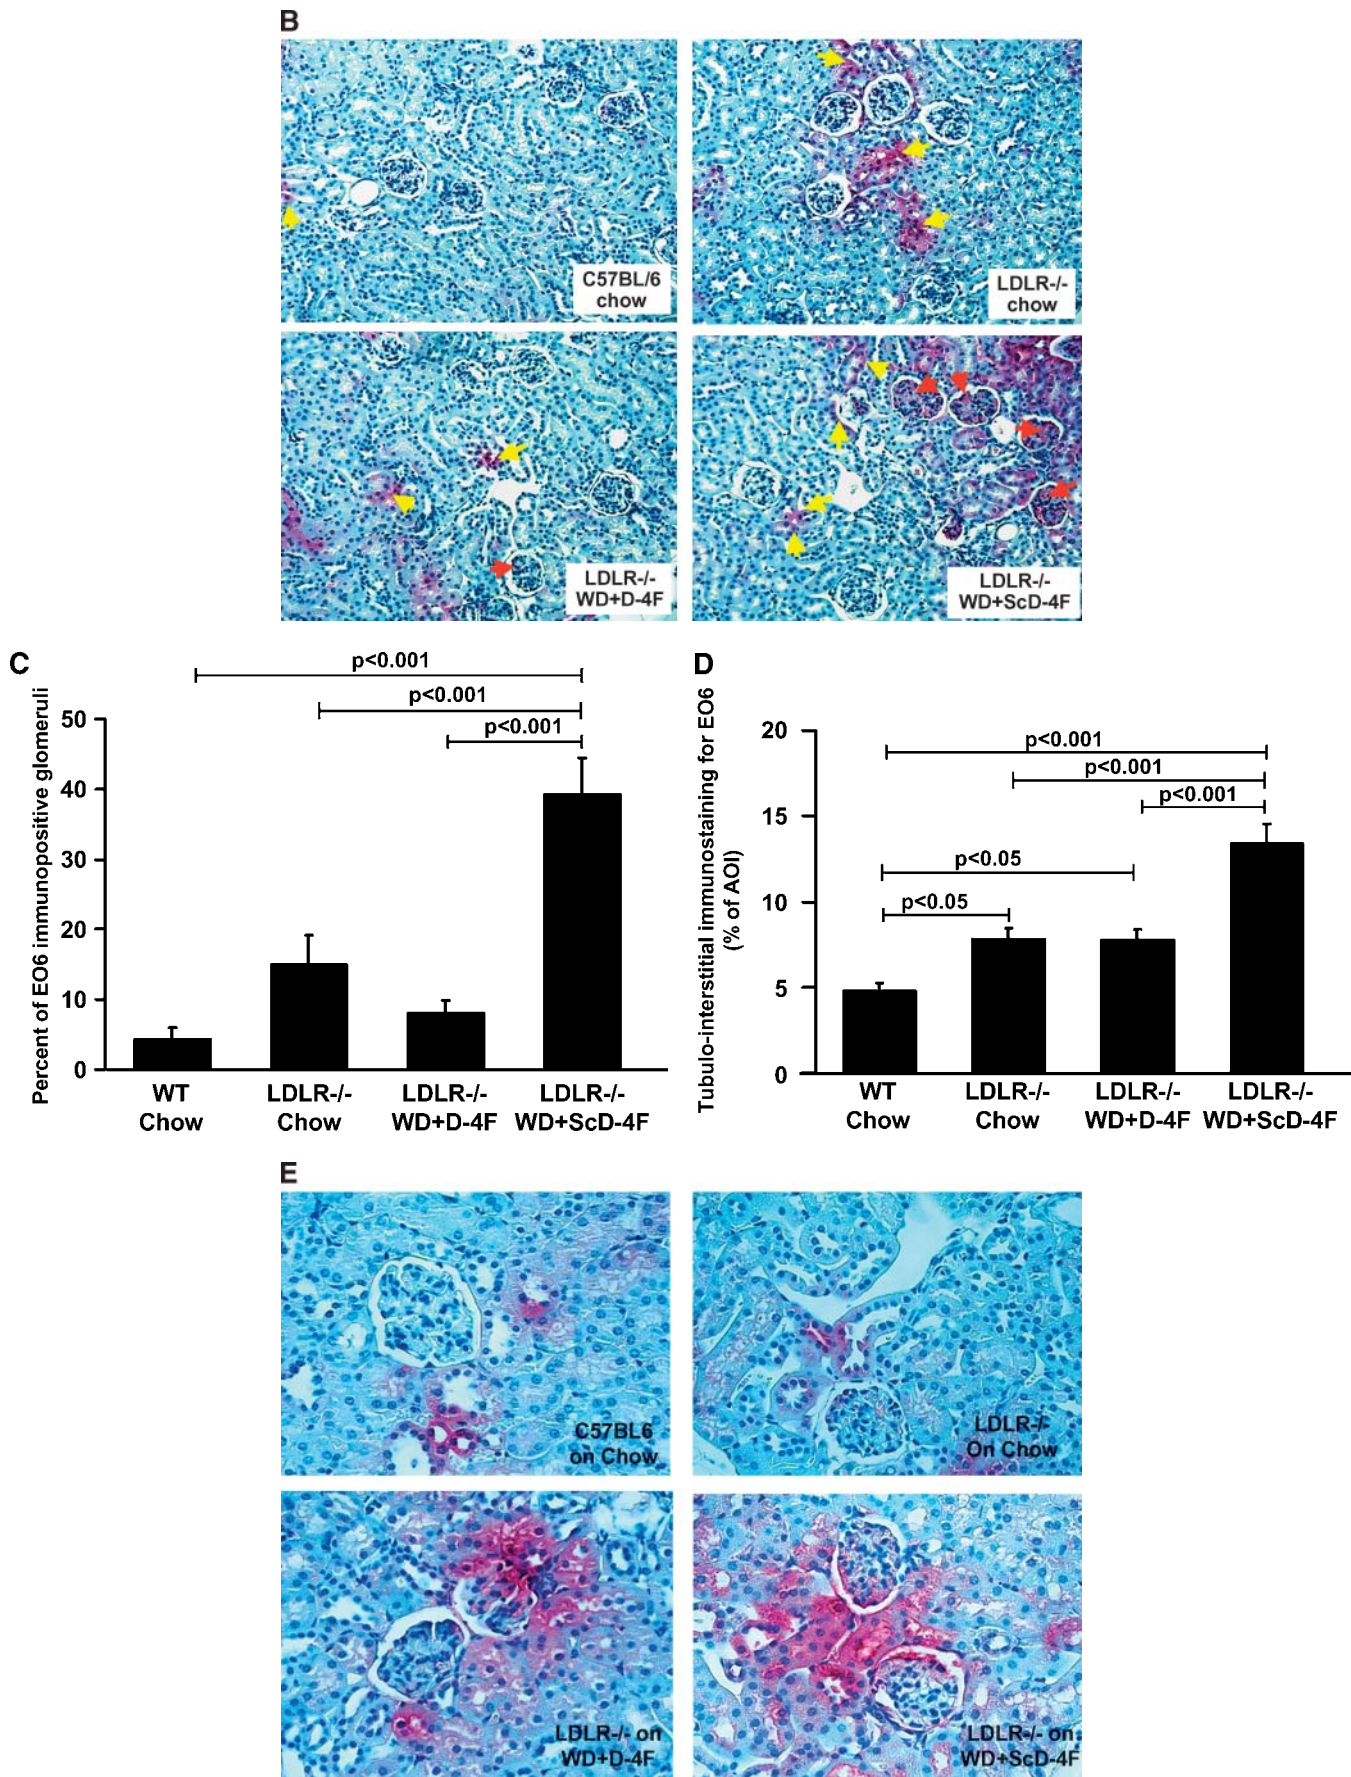 B
C57BL/6
chow
LDLR-/-
chow
LDLR-/-
WD+D-4F
LDLR-/-
WD+ScD-4F
C
Percent of EO6 immunopositive glomeruli
50
40
30
20
10
0
p<0.001
p<0.001
p<0.001
WT
Chow
LDLR-/-
Chow
LDLR-/-
WD+D-4F
LDLR-/-
WD+ScD-4F
D
Tubulo-interstitial immunostaining for EO6
(% of AOI)
20
15
10
5
0
p<0.001
p<0.001
p<0.001
p<0.05
p<0.05
WT
Chow
LDLR-/-
Chow
LDLR-/-
WD+D-4F
LDLR-/-
WD+ScD-4F
E
C57BL6
on Chow
LDLR-/-
On Chow
LDLR-/- on
WD+D-4F
LDLR-/- on
WD+ScD-4F